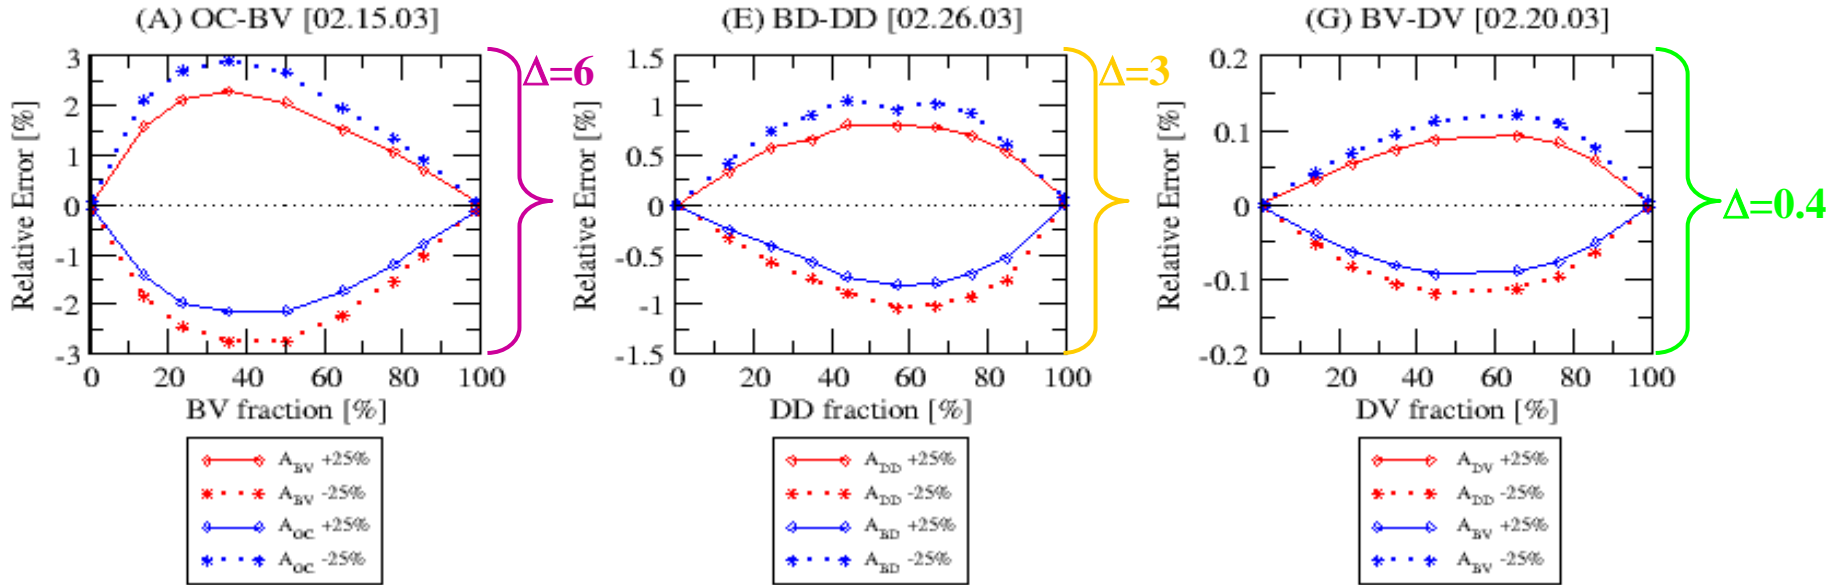 (A) OC-BV [02.15.03]
3
2
1
0
-1
-2
-3
Relative Error [%]
0 20 40 60 80 100
BV fraction [%]
Δ=6
A_BV +25%
A_BV -25%
A_OC +25%
A_OC -25%
(E) BD-DD [02.26.03]
1.5
1
0.5
0
-0.5
-1
-1.5
Relative Error [%]
0 20 40 60 80 100
DD fraction [%]
Δ=3
A_DD +25%
A_DD -25%
A_BD +25%
A_BD -25%
(G) BV-DV [02.20.03]
0.2
0.1
0
-0.1
-0.2
Relative Error [%]
0 20 40 60 80 100
DV fraction [%]
Δ=0.4
A_DV +25%
A_DD -25%
A_BV +25%
A_BV -25%